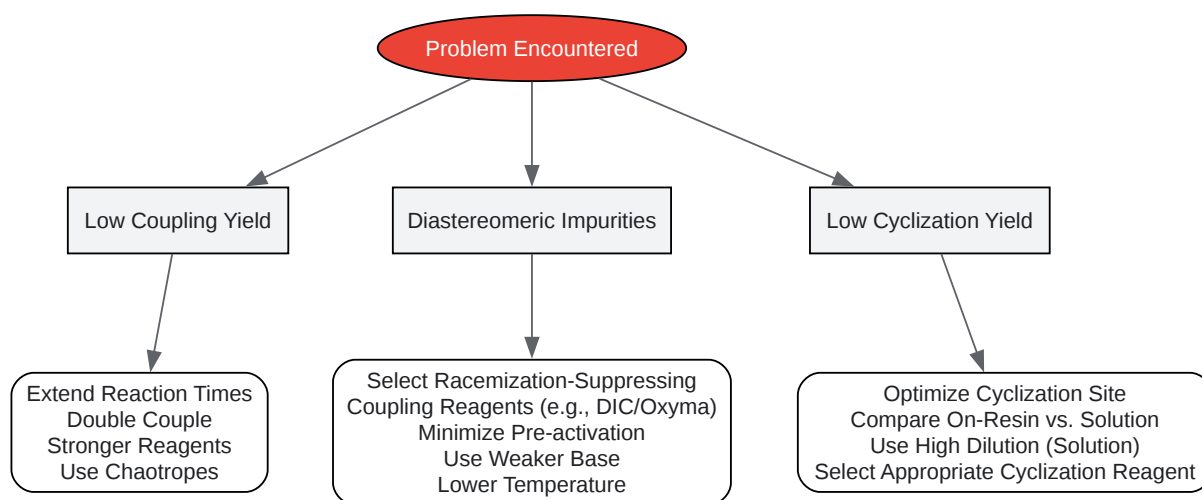 Problem Encountered
Low Coupling Yield
Diastereomeric Impurities
Low Cyclization Yield
Extend Reaction Times
Double Couple
Stronger Reagents
Use Chaotropes
Select Racemization-Suppressing
Coupling Reagents (e.g., DIC/Oxyma)
Minimize Pre-activation
Use Weaker Base
Lower Temperature
Optimize Cyclization Site
Compare On-Resin vs. Solution
Use High Dilution (Solution)
Select Appropriate Cyclization Reagent